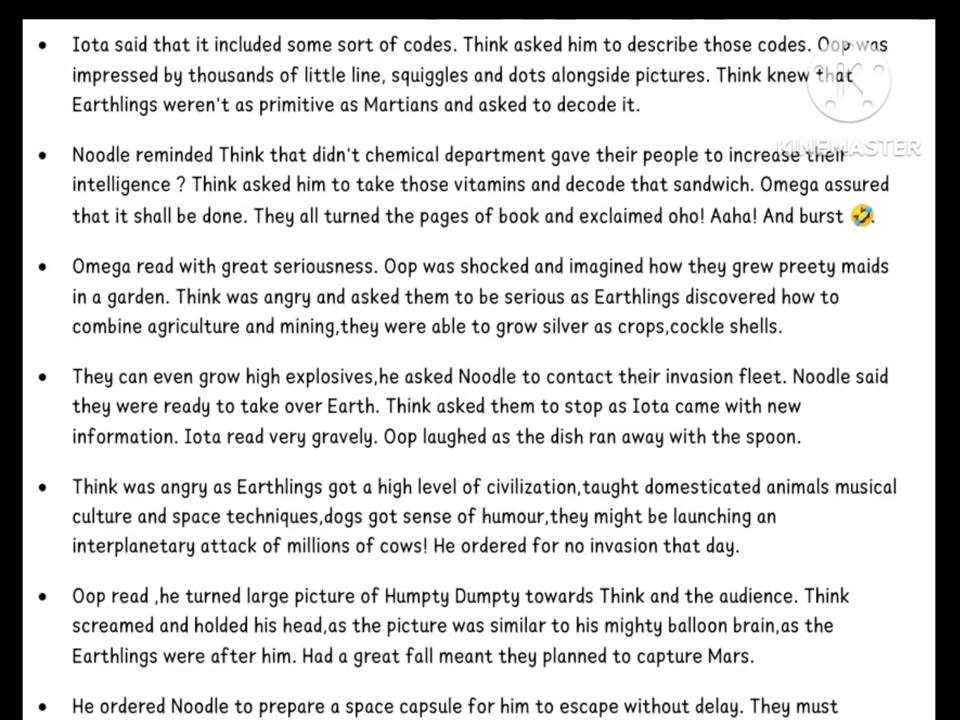 • Iota said that it included some sort of codes. Think asked him to describe those codes. Oop was
impressed by thousands of little line, squiggles and dots alongside pictures. Think knew that
Earthlings weren't as primitive as Martians and asked to decode it.
KINEMASTER
• Noodle reminded Think that didn't chemical department gave their people to increase their
intelligence ? Think asked him to take those vitamins and decode that sandwich. Omega assured
that it shall be done. They all turned the pages of book and exclaimed oho! Aaha! And burst 🤣.
• Omega read with great seriousness. Oop was shocked and imagined how they grew preety maids
in a garden. Think was angry and asked them to be serious as Earthlings discovered how to
combine agriculture and mining,they were able to grow silver as crops,cockle shells.
• They can even grow high explosives,he asked Noodle to contact their invasion fleet. Noodle said
they were ready to take over Earth. Think asked them to stop as Iota came with new
information. Iota read very gravely. Oop laughed as the dish ran away with the spoon.
• Think was angry as Earthlings got a high level of civilization,taught domesticated animals musical
culture and space techniques,dogs got sense of humour,they might be launching an
interplanetary attack of millions of cows! He ordered for no invasion that day.
• Oop read ,he turned large picture of Humpty Dumpty towards Think and the audience. Think
screamed and holded his head,as the picture was similar to his mighty balloon brain,as the
Earthlings were after him. Had a great fall meant they planned to capture Mars.
• He ordered Noodle to prepare a space capsule for him to escape without delay. They must